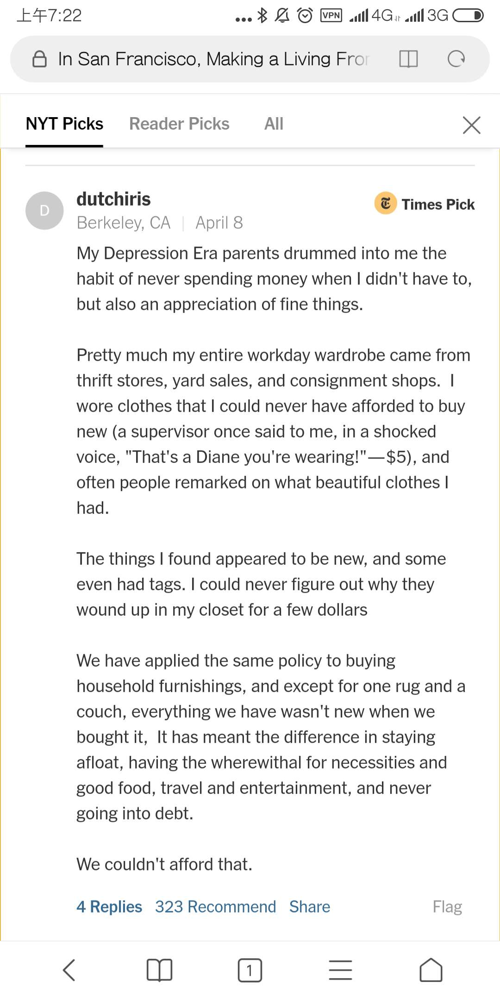 上午7:22
VPN
4G
3G
In San Francisco, Making a Living Fror
NYT Picks
Reader Picks
All
D
dutchiris
Berkeley, CA | April 8
Times Pick
My Depression Era parents drummed into me the
habit of never spending money when I didn't have to,
but also an appreciation of fine things.
Pretty much my entire workday wardrobe came from
thrift stores, yard sales, and consignment shops.  I
wore clothes that I could never have afforded to buy
new (a supervisor once said to me, in a shocked
voice, "That's a Diane you're wearing!"—$5), and
often people remarked on what beautiful clothes I
had.
The things I found appeared to be new, and some
even had tags. I could never figure out why they
wound up in my closet for a few dollars
We have applied the same policy to buying
household furnishings, and except for one rug and a
couch, everything we have wasn't new when we
bought it,  It has meant the difference in staying
afloat, having the wherewithal for necessities and
good food, travel and entertainment, and never
going into debt.
We couldn't afford that.
4 Replies
323 Recommend
Share
Flag
1